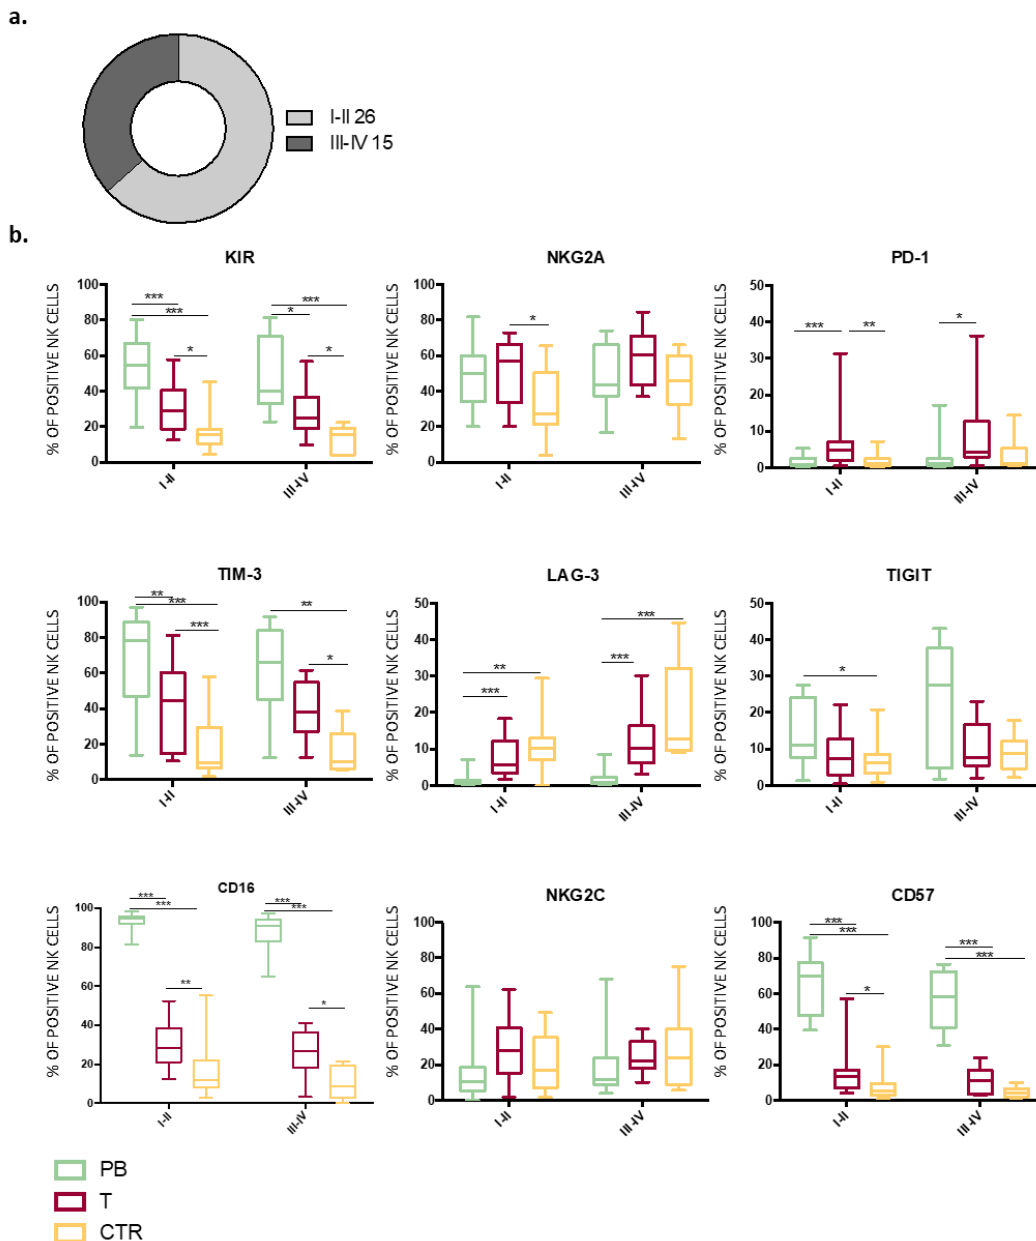 a.
I-II 26
III-IV 15
b.
KIR
% OF POSITIVE NK CELLS
100
80
60
40
20
0
***
***
*
***
*
*
I-II
III-IV
NKG2A
% OF POSITIVE NK CELLS
100
80
60
40
20
0
*
I-II
III-IV
PD-1
% OF POSITIVE NK CELLS
50
40
30
20
10
0
***
**
*
I-II
III-IV
TIM-3
% OF POSITIVE NK CELLS
100
80
60
40
20
0
**
***
***
**
*
I-II
III-IV
LAG-3
% OF POSITIVE NK CELLS
50
40
30
20
10
0
**
***
***
***
I-II
III-IV
TIGIT
% OF POSITIVE NK CELLS
50
40
30
20
10
0
*
I-II
III-IV
CD16
% OF POSITIVE NK CELLS
100
80
60
40
20
0
***
***
**
***
***
*
I-II
III-IV
NKG2C
% OF POSITIVE NK CELLS
100
80
60
40
20
0
I-II
III-IV
CD57
% OF POSITIVE NK CELLS
100
80
60
40
20
0
***
***
*
***
***
I-II
III-IV
PB
T
CTR